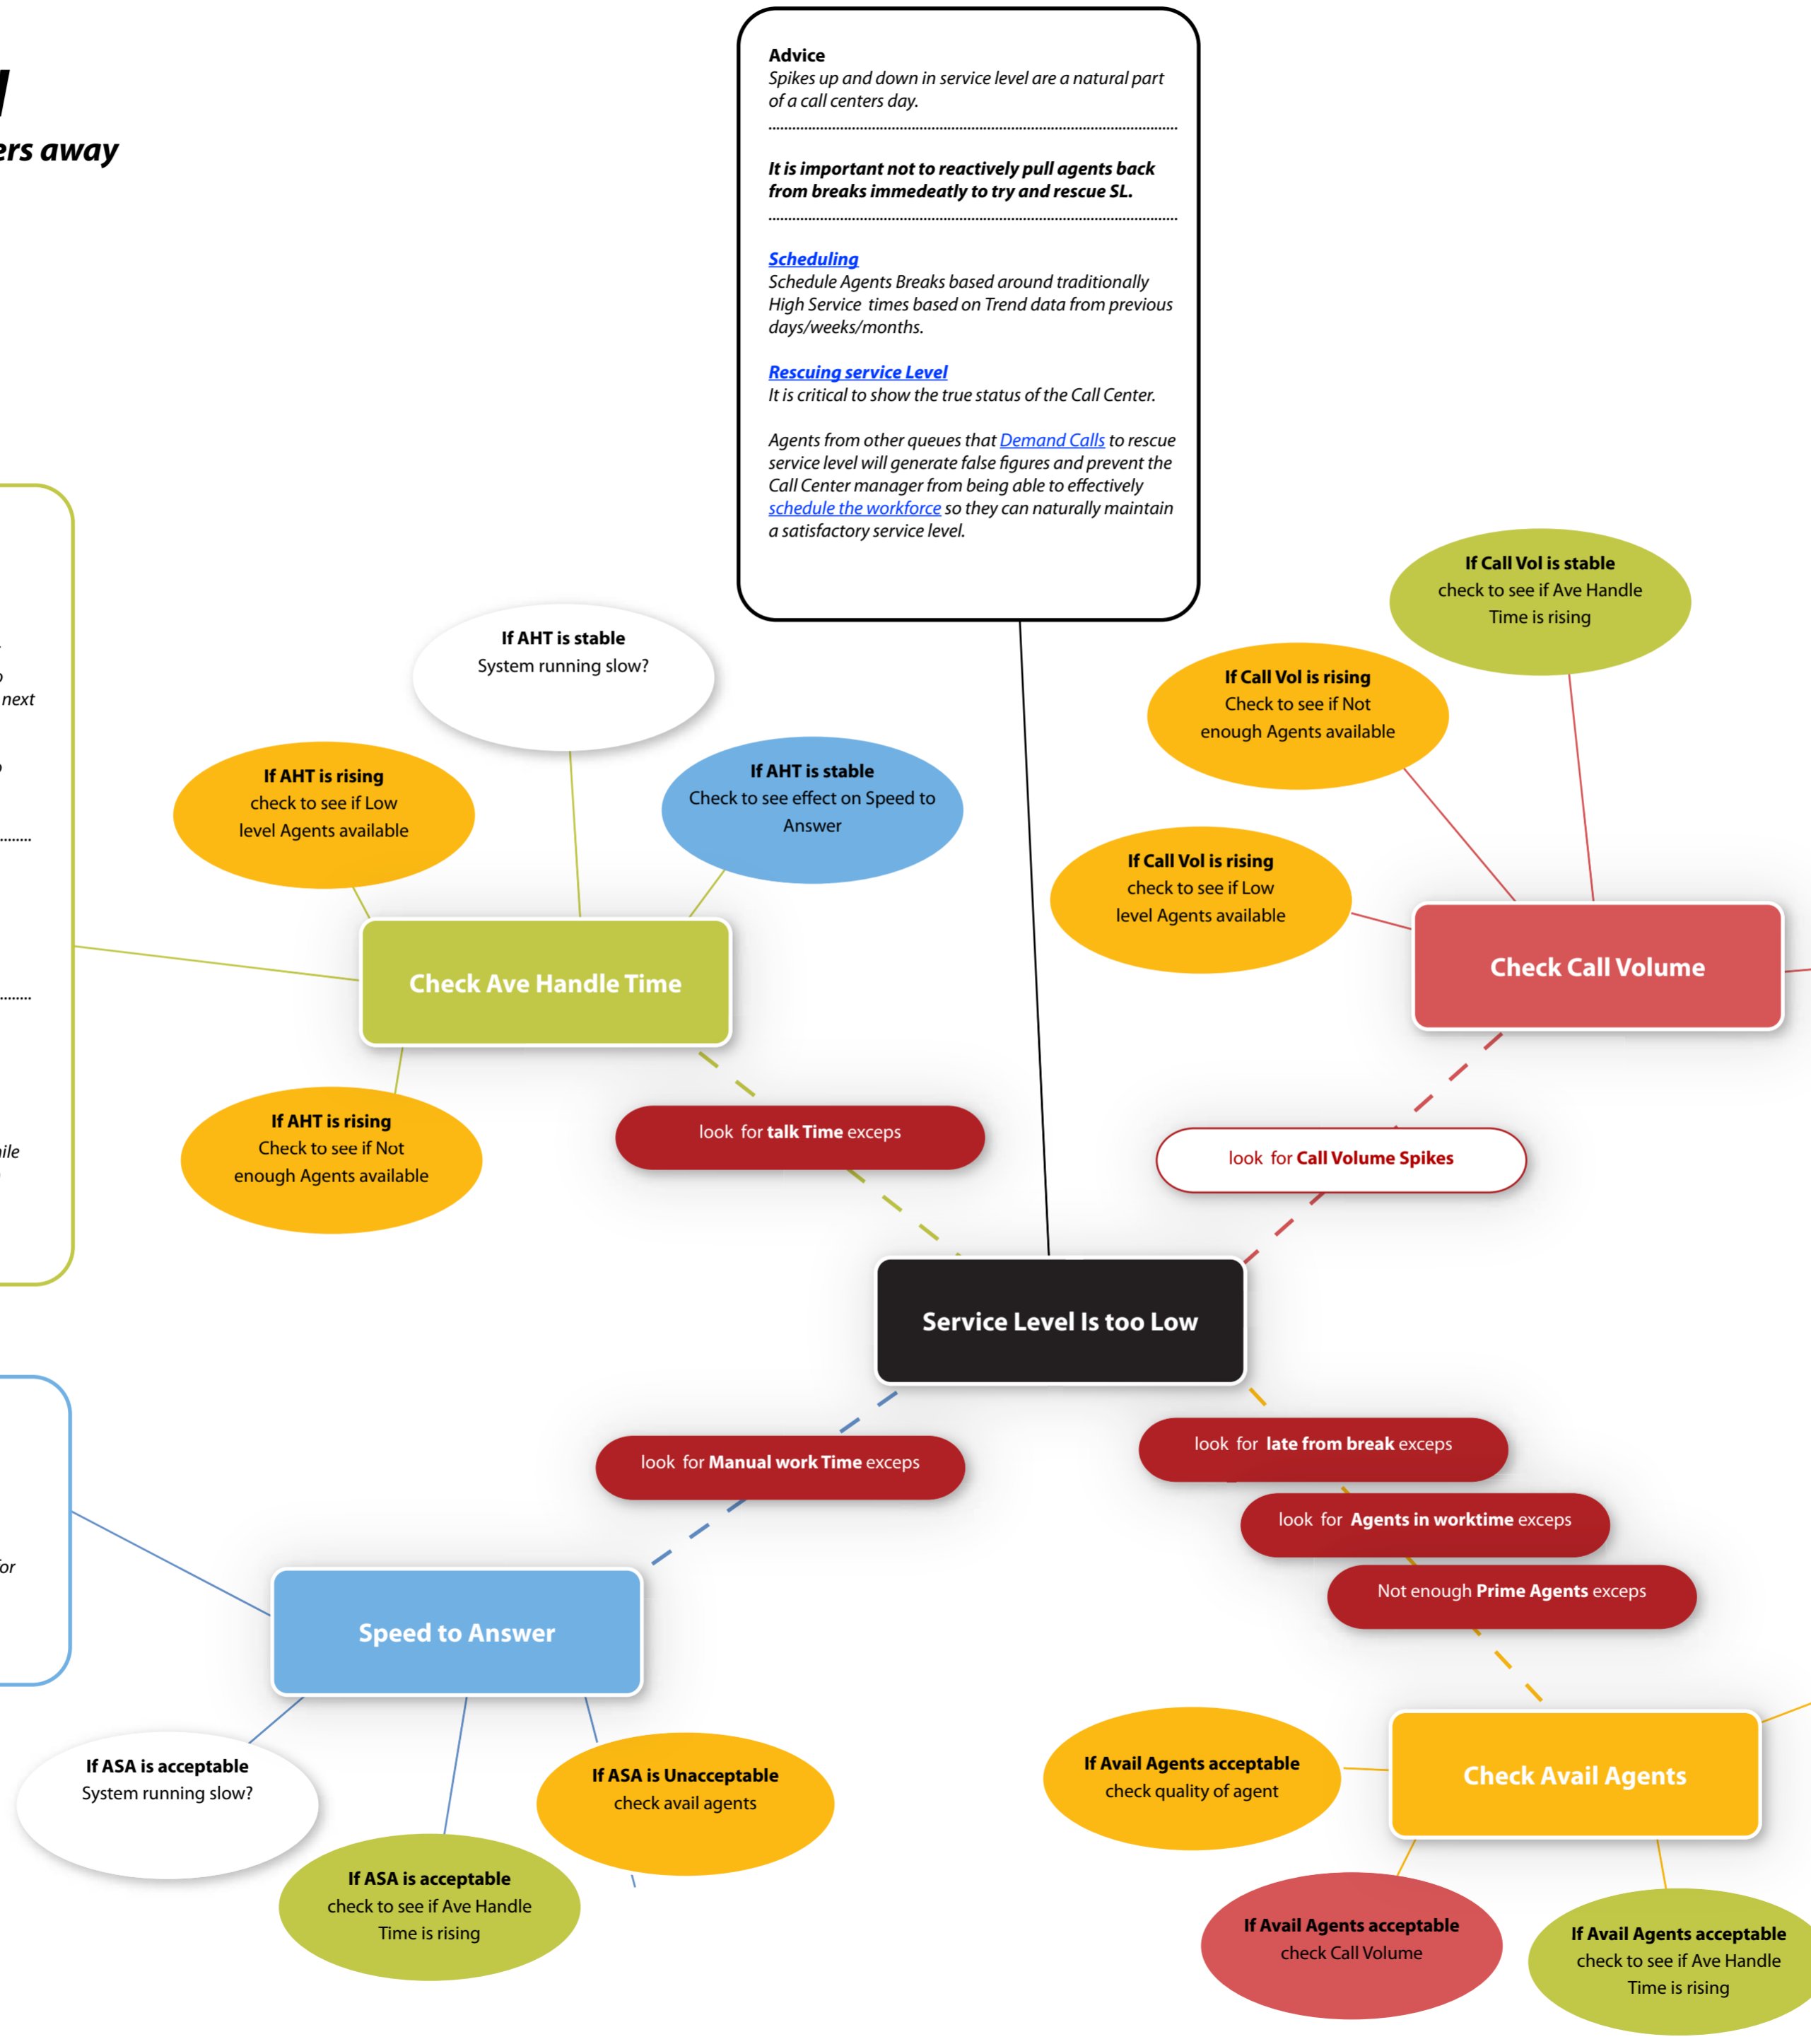 ers away
Advice
Spikes up and down in service level are a natural part
of a call centers day.
It is important not to reactively pull agents back
from breaks immedeatly to try and rescue SL.
Scheduling
Schedule Agents Breaks based around traditionally
High Service times based on Trend data from previous
days/weeks/months.
Rescuing service Level
It is critical to show the true status of the Call Center.
Agents from other queues that Demand Calls to rescue
service level will generate false figures and prevent the
Call Center manager from being able to effectively
schedule the workforce so they can naturally maintain
a satisfactory service level.
next
ile
for
If AHT is stable
System running slow?
If AHT is rising
check to see if Low
level Agents available
If AHT is stable
Check to see effect on Speed to
Answer
Check Ave Handle Time
If AHT is rising
Check to see if Not
enough Agents available
look for talk Time exceps
If Call Vol is stable
check to see if Ave Handle
Time is rising
If Call Vol is rising
Check to see if Not
enough Agents available
If Call Vol is rising
check to see if Low
level Agents available
Check Call Volume
look for Call Volume Spikes
Service Level Is too Low
look for Manual work Time exceps
look for late from break exceps
look for Agents in worktime exceps
Not enough Prime Agents exceps
Speed to Answer
If ASA is acceptable
System running slow?
If ASA is acceptable
check to see if Ave Handle
Time is rising
If ASA is Unacceptable
check avail agents
Check Avail Agents
If Avail Agents acceptable
check quality of agent
If Avail Agents acceptable
check Call Volume
If Avail Agents acceptable
check to see if Ave Handle
Time is rising